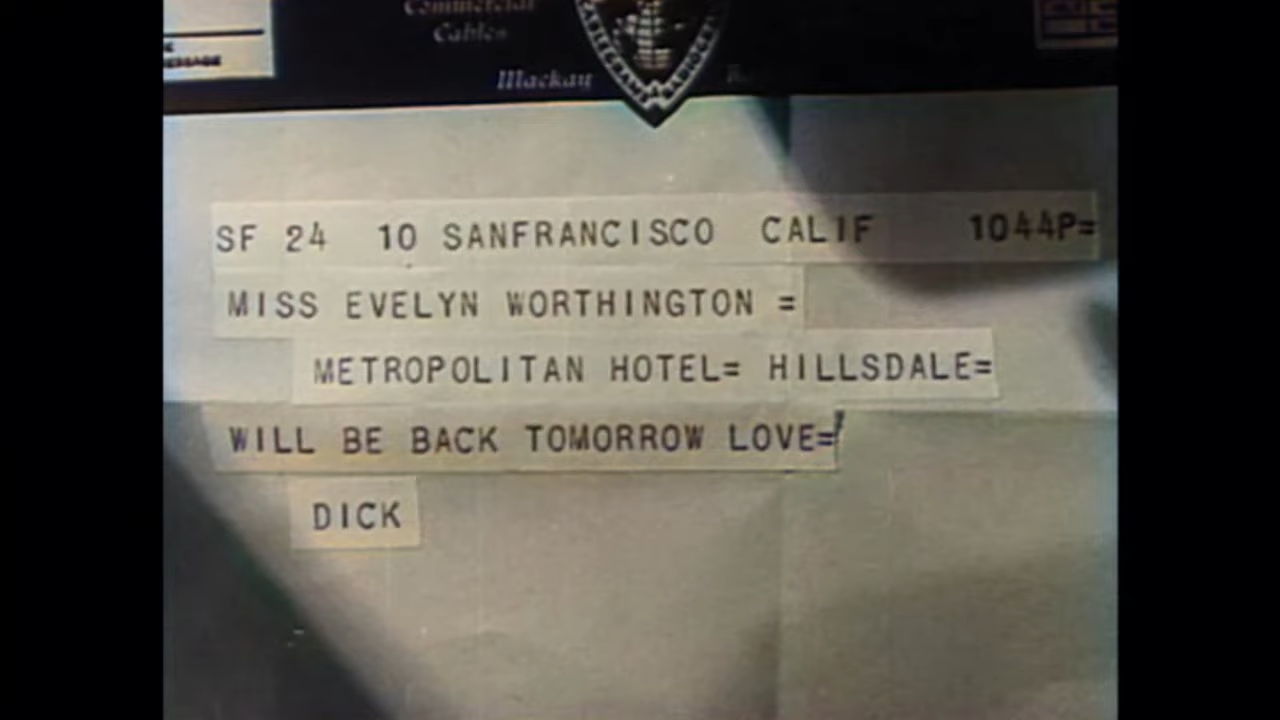 Commercial
Cables
Mackay
SF 24 10 SANFRANCISCO CALIF 1044P=
MISS EVELYN WORTHINGTON =
METROPOLITAN HOTEL= HILLSDALE=
WILL BE BACK TOMORROW LOVE=
DICK